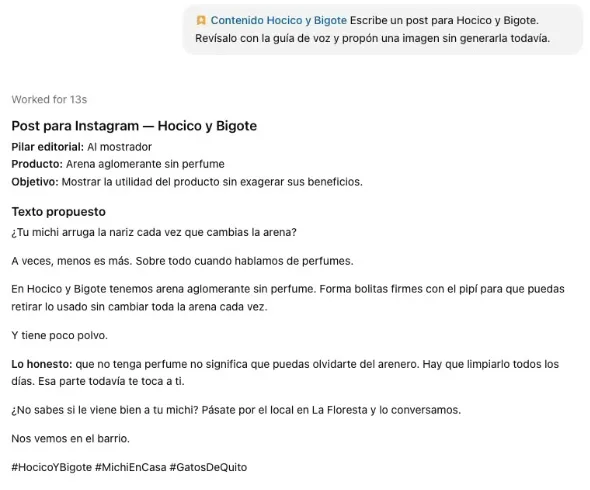 Contenido Hocico y Bigote Escribe un post para Hocico y Bigote.
Revísalo con la guía de voz y propón una imagen sin generarla todavía.
Worked for 13s
Post para Instagram — Hocico y Bigote
Pilar editorial: Al mostrador
Producto: Arena aglomerante sin perfume
Objetivo: Mostrar la utilidad del producto sin exagerar sus beneficios.
Texto propuesto
¿Tu michi arruga la nariz cada vez que cambias la arena?
A veces, menos es más. Sobre todo cuando hablamos de perfumes.
En Hocico y Bigote tenemos arena aglomerante sin perfume. Forma bolitas firmes con el pipí para que puedas
retirar lo usado sin cambiar toda la arena cada vez.
Y tiene poco polvo.
Lo honesto: que no tenga perfume no significa que puedas olvidarte del arenero. Hay que limpiarlo todos los
días. Esa parte todavía te toca a ti.
¿No sabes si le viene bien a tu michi? Pásate por el local en La Floresta y lo conversamos.
Nos vemos en el barrio.
#HocicoYBigote #MichiEnCasa #GatosDeQuito